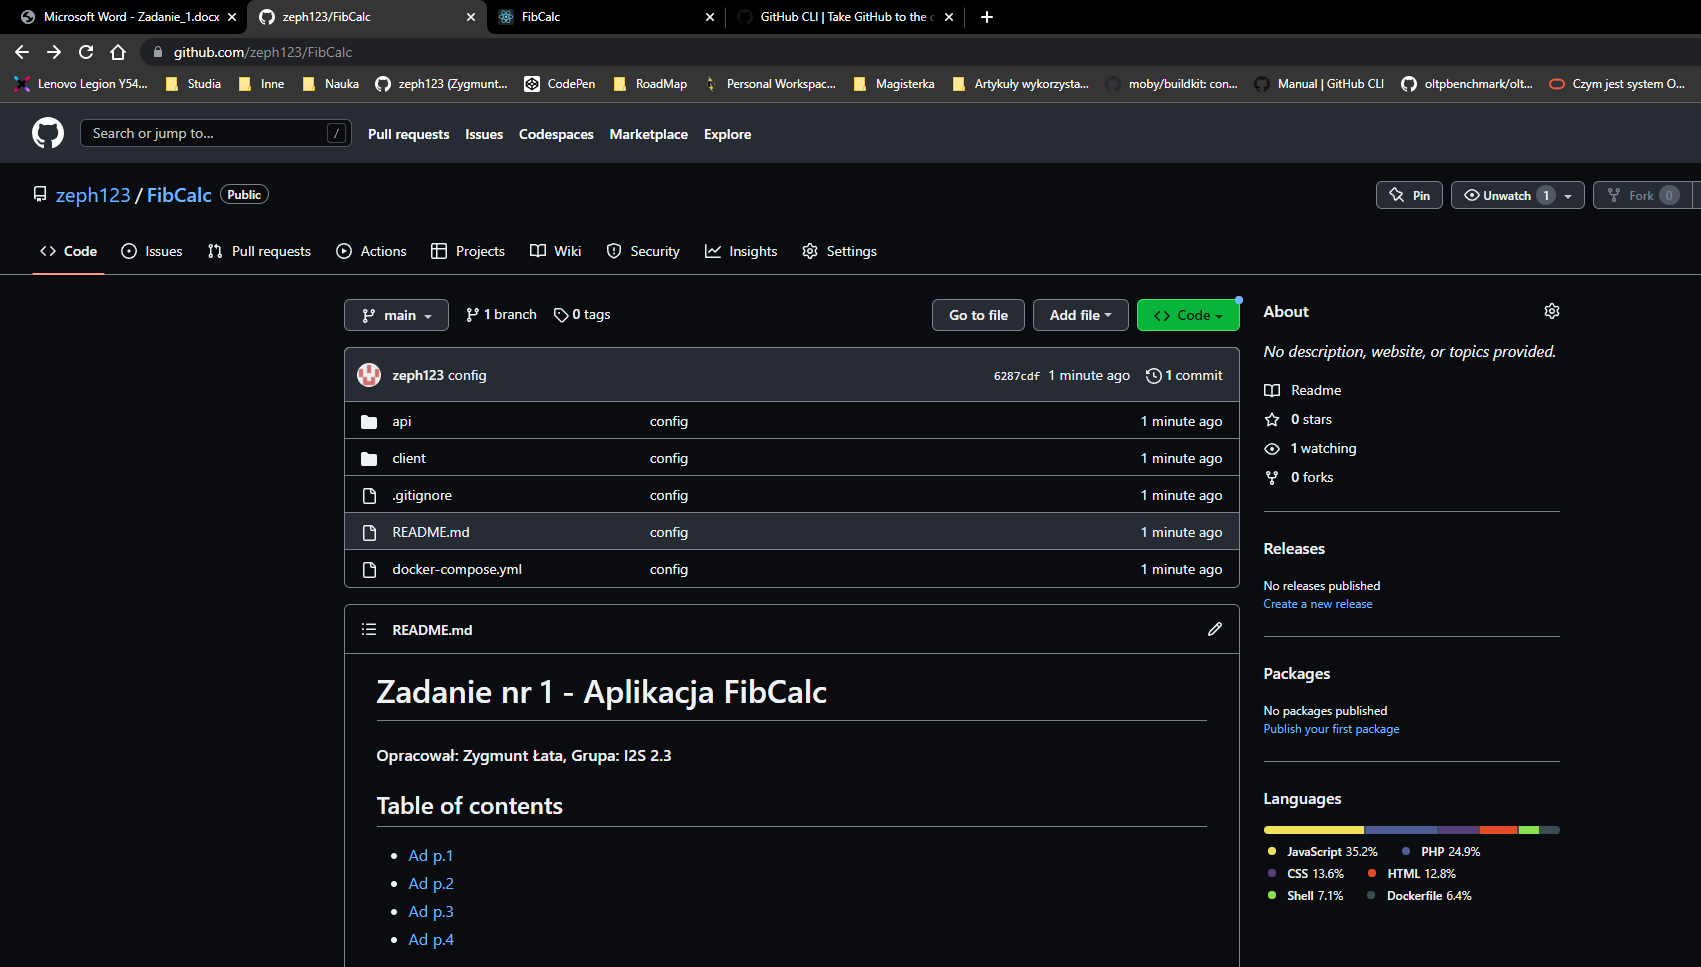 Microsoft Word - Zadanie_1.docx
zeph123/FibCalc
FibCalc
GitHub CLI | Take GitHub to the c
github.com/zeph123/FibCalc
Lenovo Legion Y54...
Studia
Inne
Nauka
zeph123 (Zygmunt...
CodePen
RoadMap
Personal Workspac...
Magisterka
Artykuły wykorzysta...
moby/buildkit: con...
Manual | GitHub CLI
oltpbenchmark/olt...
Czym jest system O...
Search or jump to...
/
Pull requests
Issues
Codespaces
Marketplace
Explore
zeph123 / FibCalc
Public
Pin
Unwatch 1
Fork 0
Code
Issues
Pull requests
Actions
Projects
Wiki
Security
Insights
Settings
main
1 branch
0 tags
Go to file
Add file
Code
zeph123 config
6287cdf 1 minute ago
1 commit
api config 1 minute ago
client config 1 minute ago
.gitignore config 1 minute ago
README.md config 1 minute ago
docker-compose.yml config 1 minute ago
README.md
Zadanie nr 1 - Aplikacja FibCalc
Opracował: Zygmunt Łata, Grupa: I2S 2.3
Table of contents
Ad p.1
Ad p.2
Ad p.3
Ad p.4
About
No description, website, or topics provided.
Readme
0 stars
1 watching
0 forks
Releases
No releases published
Create a new release
Packages
No packages published
Publish your first package
Languages
JavaScript 35.2%
PHP 24.9%
CSS 13.6%
HTML 12.8%
Shell 7.1%
Dockerfile 6.4%